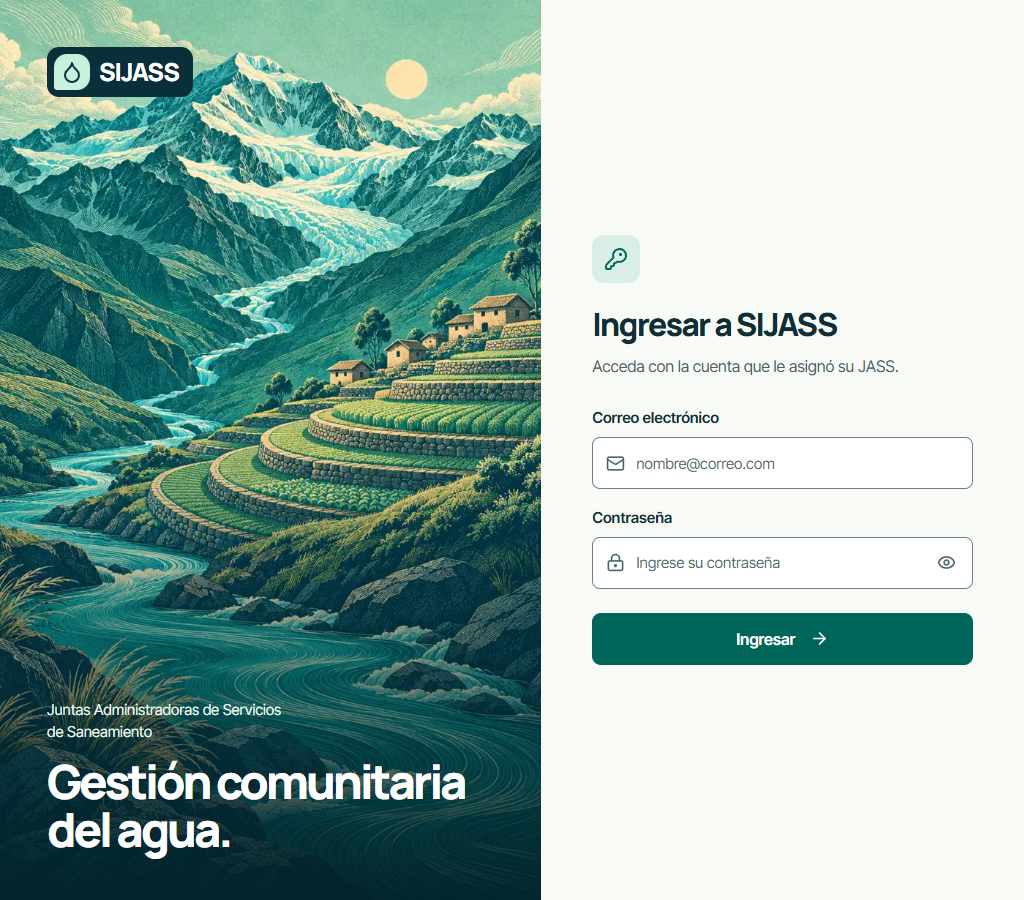 SIJASS
Juntas Administradoras de Servicios
de Saneamiento
Gestión comunitaria
del agua.
Ingresar a SIJASS
Acceda con la cuenta que le asignó su JASS.
Correo electrónico
nombre@correo.com
Contraseña
Ingrese su contraseña
Ingresar